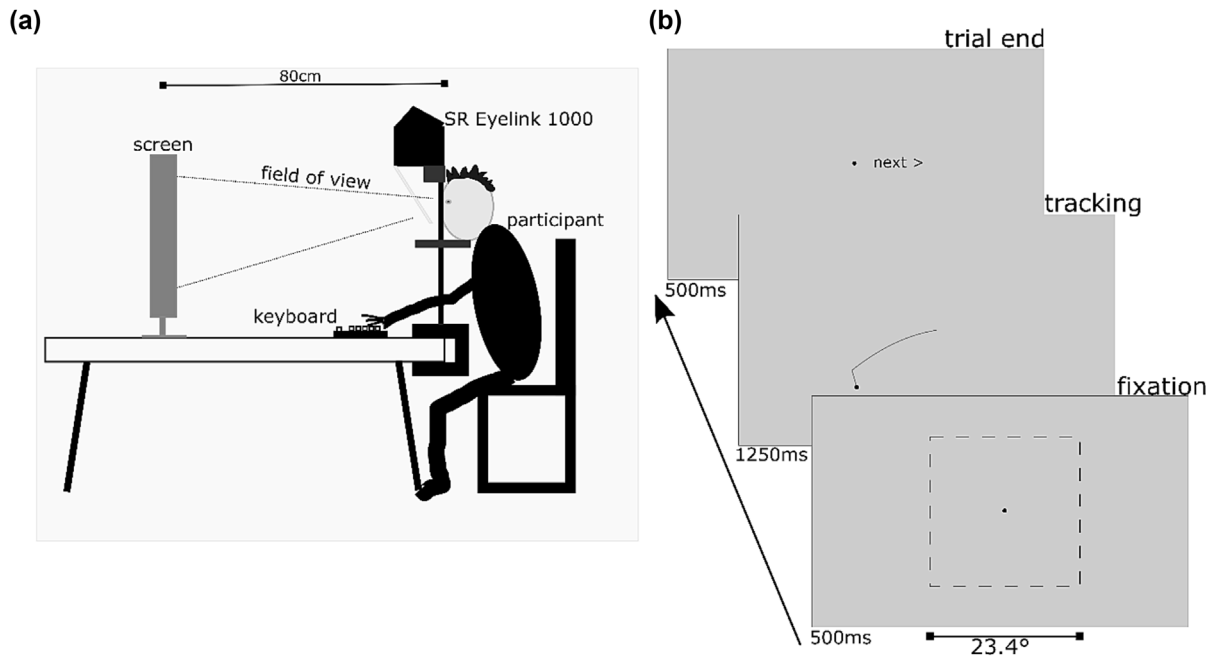 (a)
80cm
SR Eyelink 1000
screen
field of view
participant
keyboard
(b)
trial end
next >
tracking
500ms
fixation
1250ms
500ms
23.4°